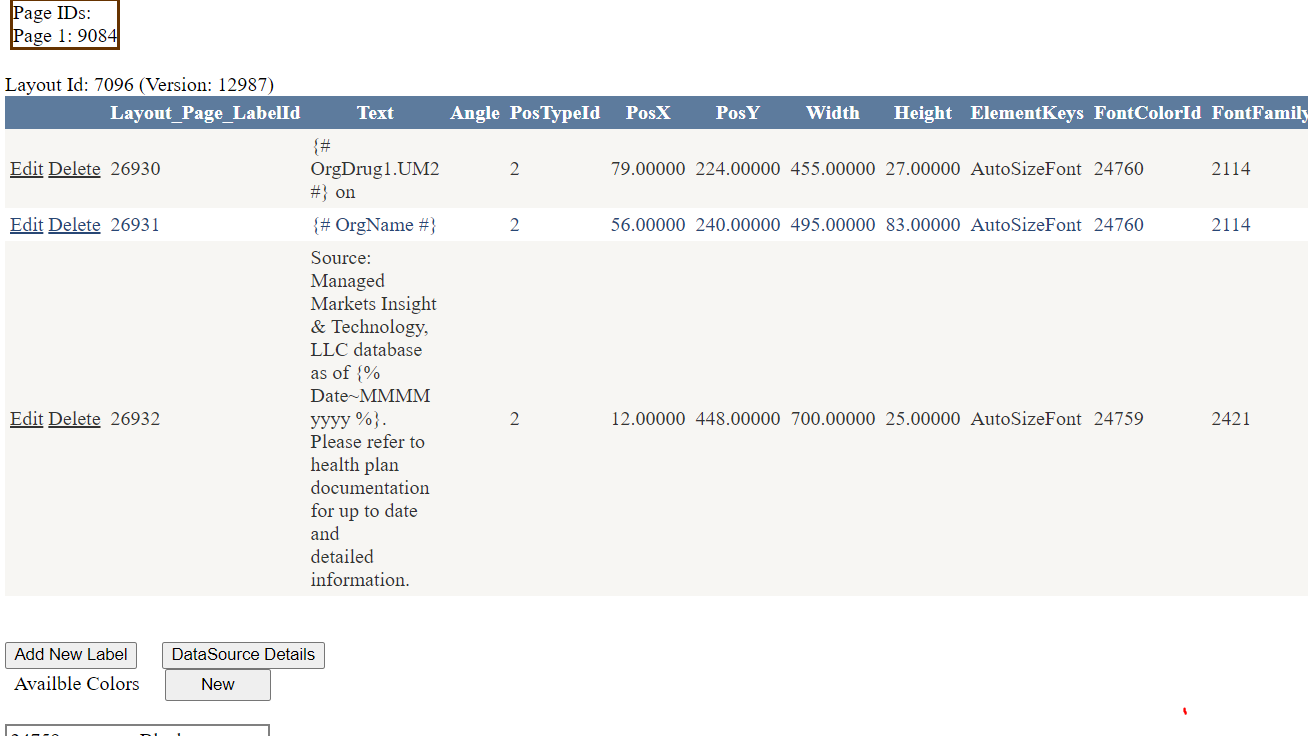 Page IDs:
Page 1: 9084
Layout Id: 7096 (Version: 12987)
Layout_Page_LabelId Text Angle PosTypeId PosX PosY Width Height ElementKeys FontColorId FontFamily
{#
Edit Delete 26930 OrgDrug1.UM2 2 79.00000 224.00000 455.00000 27.00000 AutoSizeFont 24760 2114
#} on
Edit Delete 26931 {# OrgName #} 2 56.00000 240.00000 495.00000 83.00000 AutoSizeFont 24760 2114
Source:
Managed
Markets Insight
& Technology,
LLC database
as of {%
Date~MMMM
Edit Delete 26932 yyyy %}. 2 12.00000 448.00000 700.00000 25.00000 AutoSizeFont 24759 2421
Please refer to
health plan
documentation
for up to date
and
detailed
information.
Add New Label DataSource Details
Availble Colors New